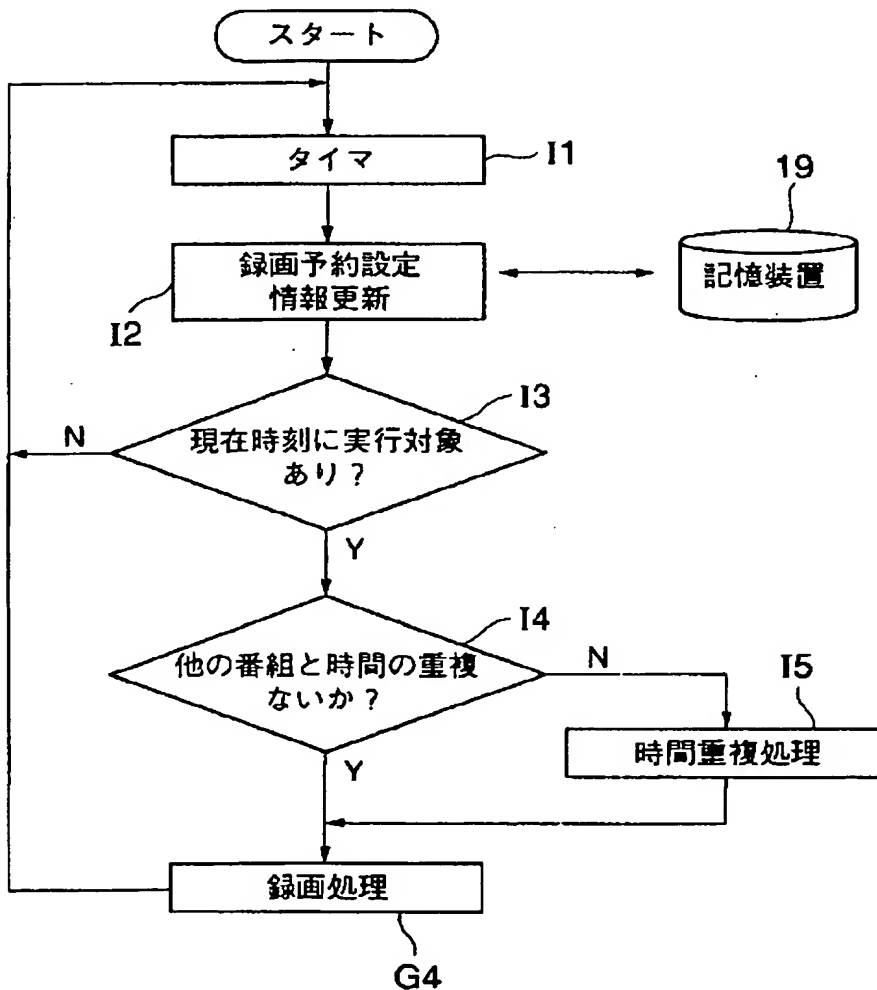 スタート
タイマ
I1
録画予約設定
情報更新
I2
19
記憶装置
I3
現在時刻に実行対象
あり?
N
Y
I4
他の番組と時間の重複
ないか?
N
I5
時間重複処理
Y
録画処理
G4